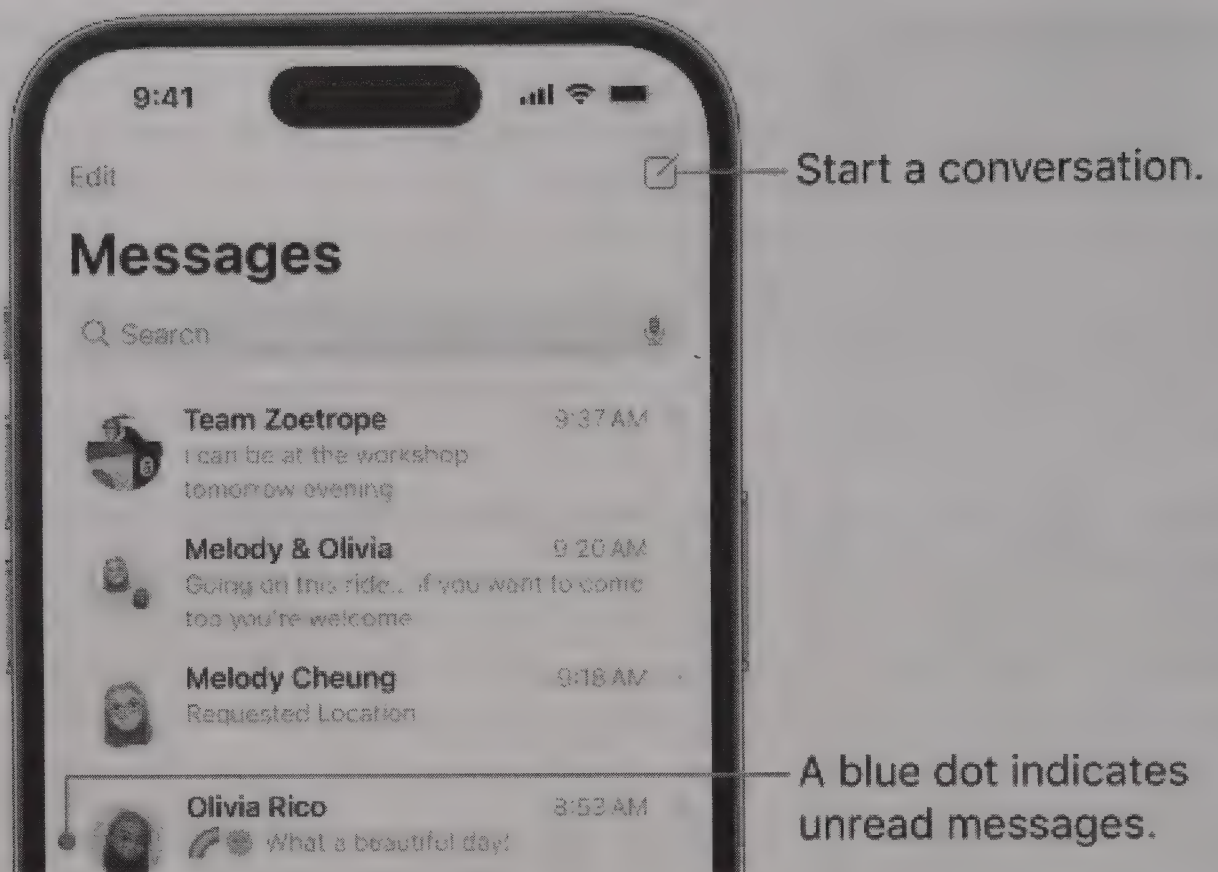 9:41
Edit
Start a conversation.
Messages
Search
Team Zoetrope 9:37 AM
I can be at the workshop
tomorrow evening
Melody & Olivia 9:20 AM
Going on this ride... if you want to come
too you're welcome
Melody Cheung 9:18 AM
Requested Location
A blue dot indicates
unread messages.
Olivia Rico 8:53 AM
What a beautiful day!